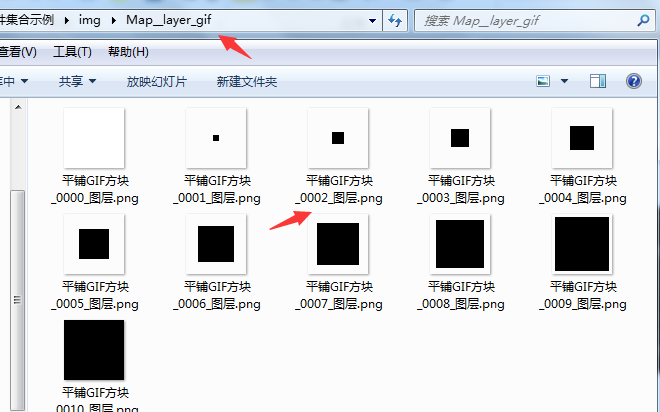 件集合示例 ▸ img ▸ Map__layer_gif
搜索 Map__layer_gif
查看(V) 工具(T) 帮助(H)
库中 共享 放映幻灯片 新建文件夹
平铺GIF方块 平铺GIF方块 平铺GIF方块 平铺GIF方块 平铺GIF方块
_0000_图层.png _0001_图层.png _0002_图层.png _0003_图层.png _0004_图层.png
平铺GIF方块 平铺GIF方块 平铺GIF方块 平铺GIF方块 平铺GIF方块
_0005_图层.png _0006_图层.png _0007_图层.png _0008_图层.png _0009_图层.png
平铺GIF方块
_0010_图层.png